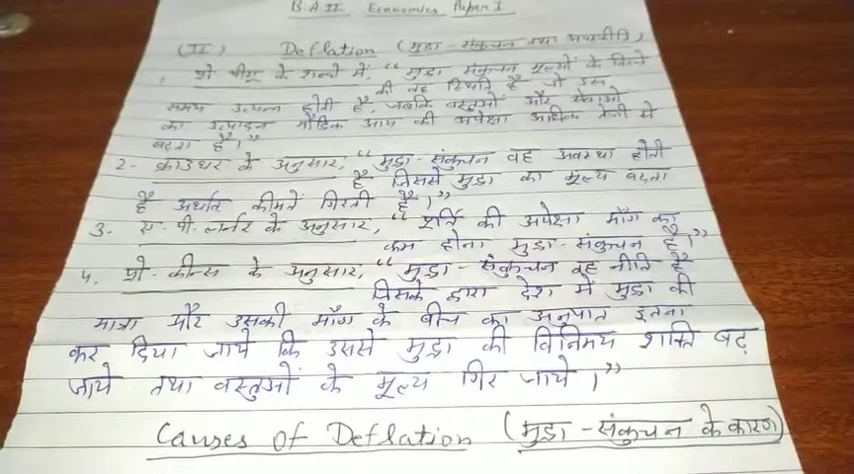 B.A II Economics Paper I
(II) Deflation (मुद्रा-संकुचन तथा अवस्फीति)
1. प्रो पीगू के शब्दों में, “मुद्रा संकुचन मूल्यों के गिरने
की वह स्थिति है जो उस
समय उत्पन्न होती है, जबकि वस्तुओं और सेवाओं
का उत्पादन मौद्रिक आय की अपेक्षा अधिक तेजी से
बढ़ता है।”
2- क्राउथर के अनुसार, “मुद्रा-संकुचन वह अवस्था होती
है जिससे मुद्रा का मूल्य बढ़ता
है अर्थात कीमतें गिरती हैं।”
3- ए. पी. लर्नर के अनुसार, “पूर्ति की अपेक्षा माँग का
कम होना मुद्रा-संकुचन है।”
4. प्रो. कीन्स के अनुसार, “मुद्रा-संकुचन वह नीति है
जिसके द्वारा देश में मुद्रा की
मात्रा और उसकी माँग के बीच का अनुपात इतना
कर दिया जाये कि उससे मुद्रा की विनिमय शक्ति बढ़
जाये तथा वस्तुओं के मूल्य गिर जाये।”
Causes of Deflation (मुद्रा-संकुचन के कारण)